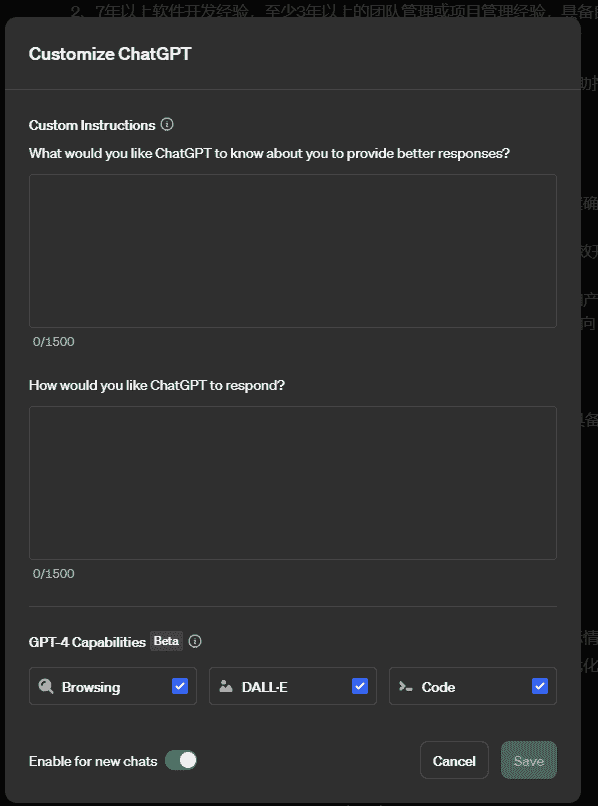 2、7年以上软件开发经验，至少3年以上的团队管理或项目管理经验，具备
Customize ChatGPT
Custom Instructions
What would you like ChatGPT to know about you to provide better responses?
0/1500
How would you like ChatGPT to respond?
0/1500
GPT-4 Capabilities Beta
Browsing DALL·E Code
Enable for new chats Cancel Save